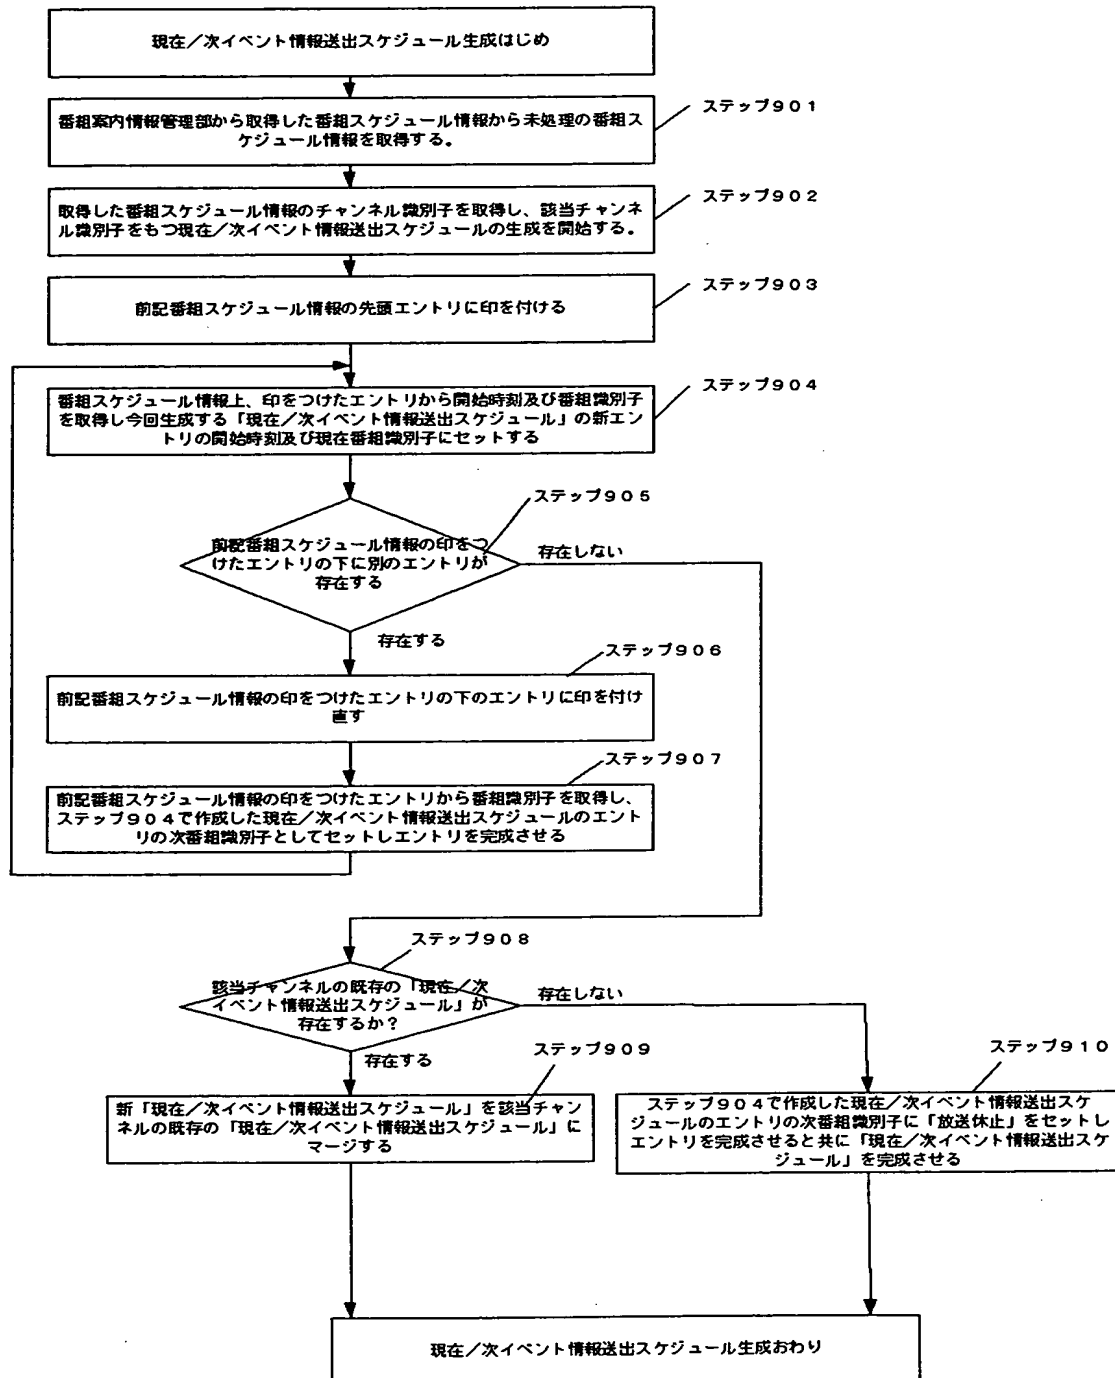 現在／次イベント情報送出スケジュール生成はじめ
ステップ９０１
番組案内情報管理部から取得した番組スケジュール情報から未処理の番組ス
ケジュール情報を取得する。
ステップ９０２
取得した番組スケジュール情報のチャンネル識別子を取得し、該当チャンネ
ル識別子をもつ現在／次イベント情報送出スケジュールの生成を開始する。
ステップ９０３
前記番組スケジュール情報の先頭エントリに印を付ける
ステップ９０４
番組スケジュール情報上、印をつけたエントリから開始時刻及び番組識別子
を取得し今回生成する「現在／次イベント情報送出スケジュール」の新エント
リの開始時刻及び現在番組識別子にセットする
ステップ９０５
前記番組スケジュール情報の印をつ
けたエントリの下に別のエントリが
存在する
存在しない
存在する
ステップ９０６
前記番組スケジュール情報の印をつけたエントリの下のエントリに印を付け
直す
ステップ９０７
前記番組スケジュール情報の印をつけたエントリから番組識別子を取得し、
ステップ９０４で作成した現在／次イベント情報送出スケジュールのエント
リの次番組識別子としてセットしエントリを完成させる
ステップ９０８
該当チャンネルの既存の「現在／次
イベント情報送出スケジュール」が
存在するか？
存在しない
存在する
ステップ９０９
新「現在／次イベント情報送出スケジュール」を該当チャン
ネルの既存の「現在／次イベント情報送出スケジュール」に
マージする
ステップ９１０
ステップ９０４で作成した現在／次イベント情報送出スケ
ジュールのエントリの次番組識別子に「放送休止」をセットし
エントリを完成させると共に「現在／次イベント情報送出スケ
ジュール」を完成させる
現在／次イベント情報送出スケジュール生成おわり